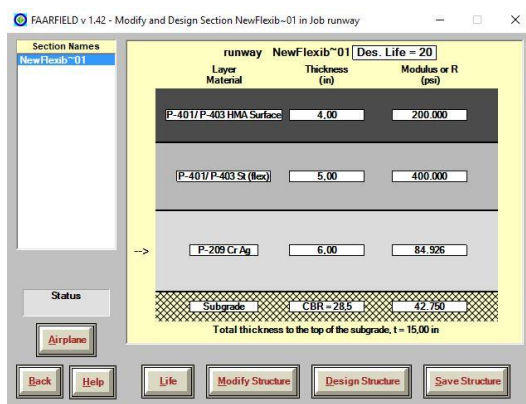 FAARFIELD v 1.42 - Modify and Design Section NewFlexib~01 in Job runway
Section Names
NewFlexib~01
runway NewFlexib~01 Des. Life = 20
Layer Material Thickness (in) Modulus or R (psi)
P-401/ P-403 HMA Surface 4,00 200.000
P-401/ P-403 St (flex) 5,00 400.000
--> P-209 Cr Ag 6,00 84.926
Subgrade CBR = 28,5 42.750
Total thickness to the top of the subgrade, t = 15,00 in
Status
Airplane
Back Help Life Modify Structure Design Structure Save Structure